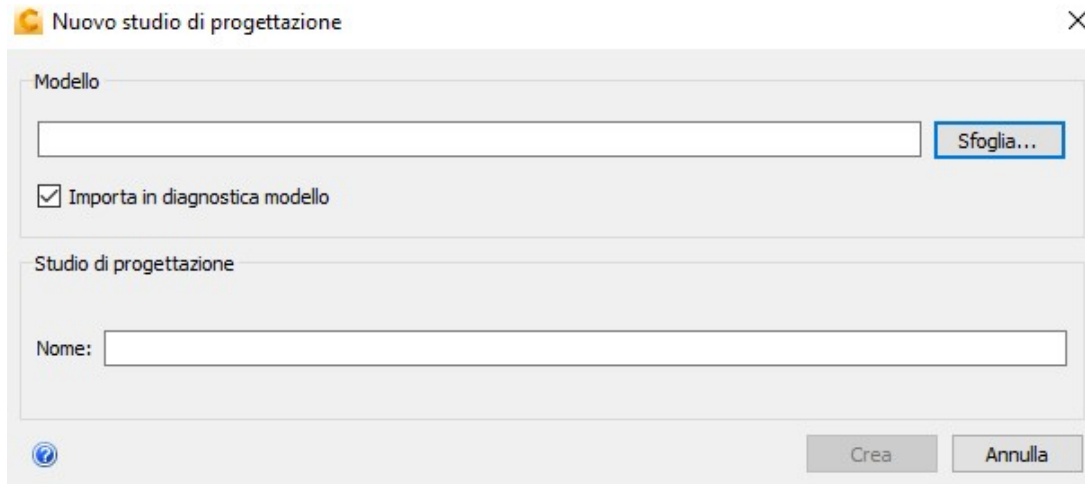 Nuovo studio di progettazione
Modello
Sfoglia...
Importa in diagnostica modello
Studio di progettazione
Nome:
Crea
Annulla